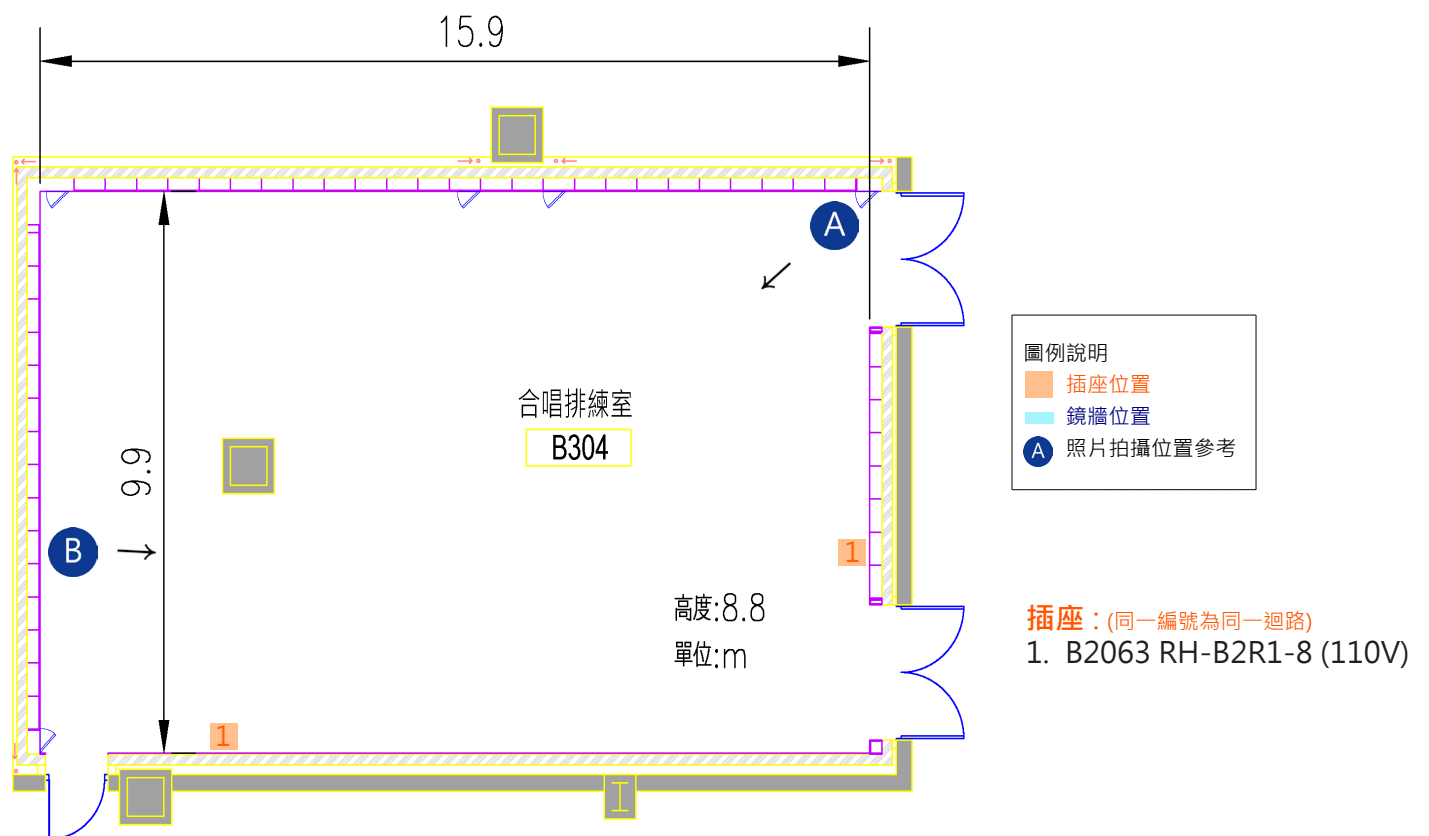 15.9
A
合唱排練室
B304
9.9
B
1
高度:8.8
單位:m
1
圖例說明
插座位置
鏡牆位置
A 照片拍攝位置參考
插座：(同一編號為同一迴路)
1. B2063 RH-B2R1-8 (110V)